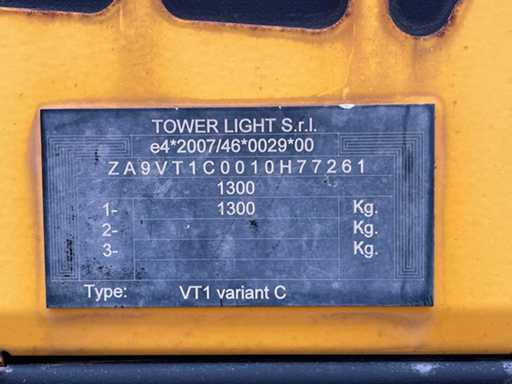 TOWER LIGHT S.r.l.
e4*2007/46*0029*00
ZA9VT1C0010H77261
1300
1- 1300 Kg.
2- Kg.
3- Kg.
Type: VT1 variant C